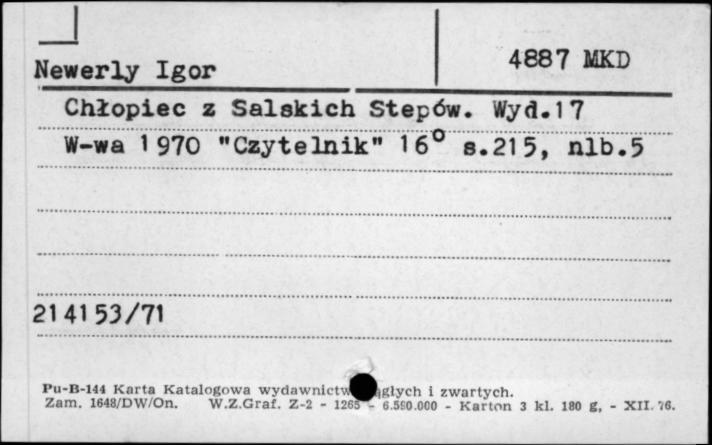 4887 MKD
Newerly Igor
Chłopiec z Salskich Stepów. Wyd.17
W-wa 1970 "Czytelnik" 16° s.215, nlb.5
214153/71
Pu-B-144 Karta Katalogowa wydawnictw ągłych i zwartych.
Zam. 1648/DW/On. W.Z.Graf. Z-2 - 1265 - 6.590.000 - Karton 3 kl. 180 g, - XII. 76.